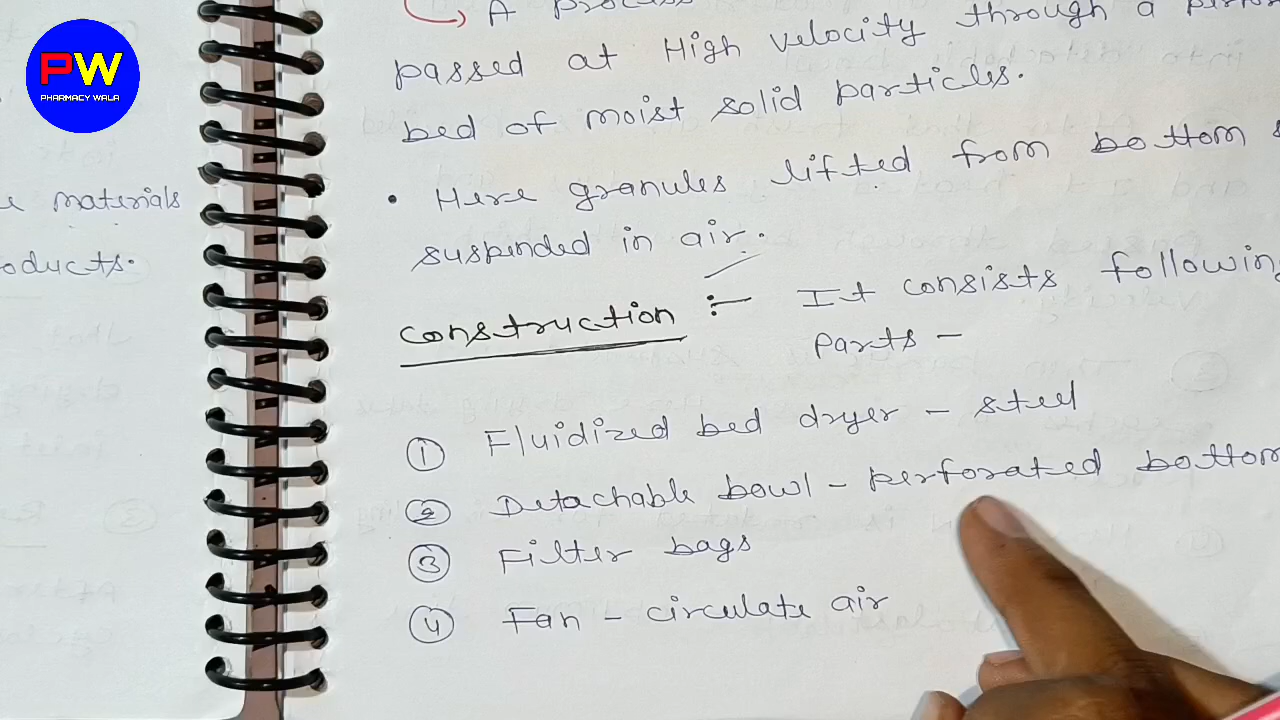 PW
PHARMACY WALA
A process
passed at High velocity through a
bed of moist solid particles.
• Here granules lifted from bottom
suspended in air.
construction :- It consists following
parts -
① Fluidized bed dryer - steel
② Detachable bowl - perforated bottom
③ Filter bags
④ Fan - circulate air
materials
oducts.